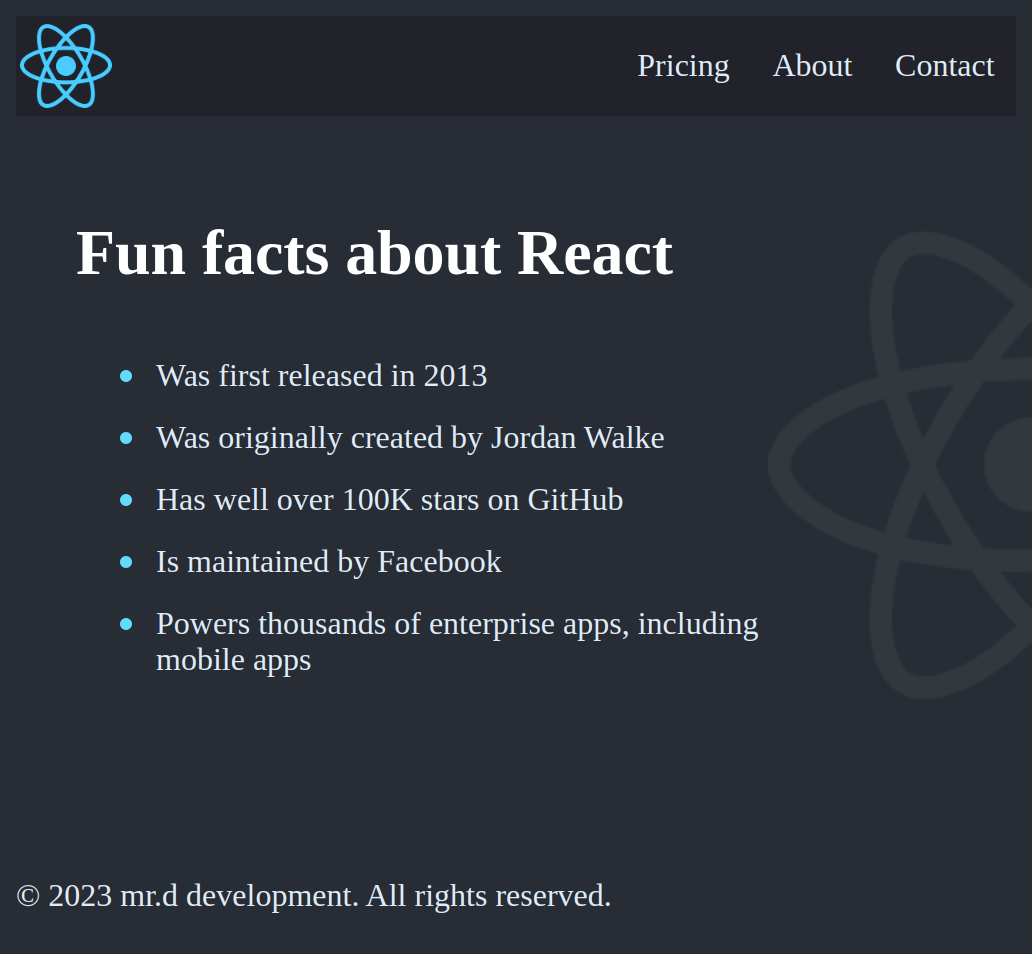 Pricing About Contact
Fun facts about React
Was first released in 2013
Was originally created by Jordan Walke
Has well over 100K stars on GitHub
Is maintained by Facebook
Powers thousands of enterprise apps, including
mobile apps
© 2023 mr.d development. All rights reserved.